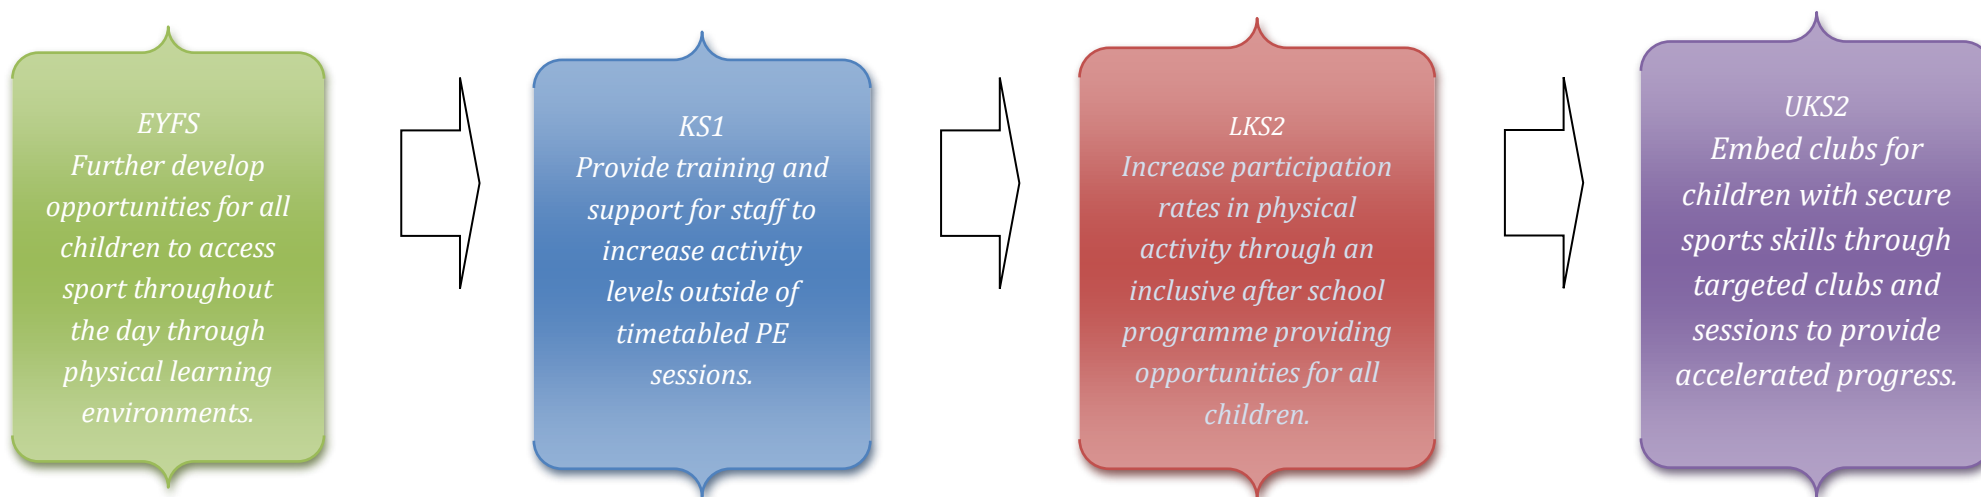 EYFS
Further develop
opportunities for all
children to access
sport throughout
the day through
physical learning
environments.
KS1
Provide training and
support for staff to
increase activity
levels outside of
timetabled PE
sessions.
LKS2
Increase participation
rates in physical
activity through an
inclusive after school
programme providing
opportunities for all
children.
UKS2
Embed clubs for
children with secure
sports skills through
targeted clubs and
sessions to provide
accelerated progress.